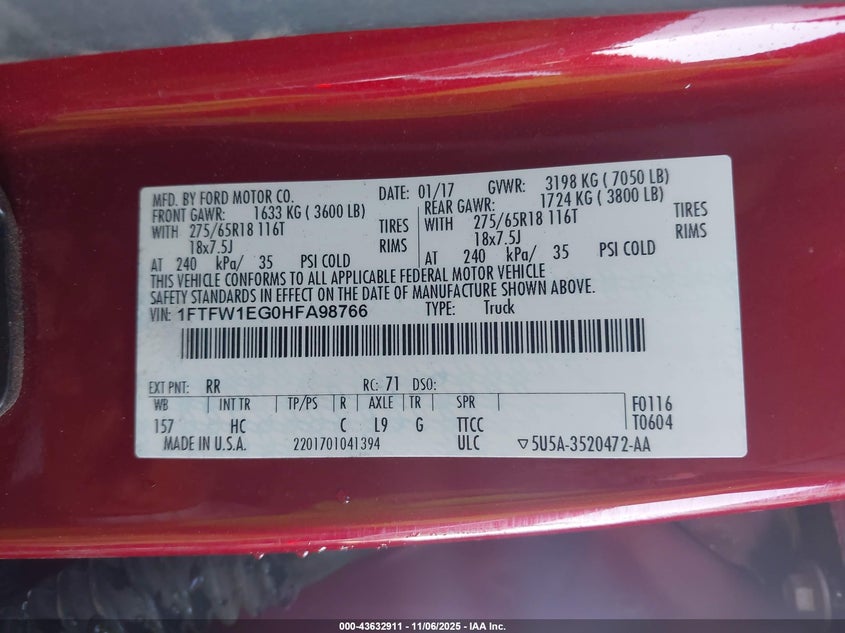 MFD. BY FORD MOTOR CO. DATE: 01/17 GVWR: 3198 KG ( 7050 LB)
FRONT GAWR: 1633 KG ( 3600 LB) REAR GAWR: 1724 KG ( 3800 LB)
WITH 275/65R18 116T TIRES WITH 275/65R18 116T TIRES
18x7.5J RIMS 18x7.5J RIMS
AT 240 kPa/ 35 PSI COLD AT 240 kPa/ 35 PSI COLD
THIS VEHICLE CONFORMS TO ALL APPLICABLE FEDERAL MOTOR VEHICLE
SAFETY STANDARDS IN EFFECT ON THE DATE OF MANUFACTURE SHOWN ABOVE.
VIN: 1FTFW1EG0HFA98766 TYPE: Truck
EXT PNT: RR RC: 71 DSO:
WB INT TR TP/PS R AXLE TR SPR F0116
157 HC C L9 G TTCC T0604
MADE IN U.S.A. 2201701041394 ULC ▽5U5A-3520472-AA
000-43632911 - 11/06/2025 - IAA Inc.